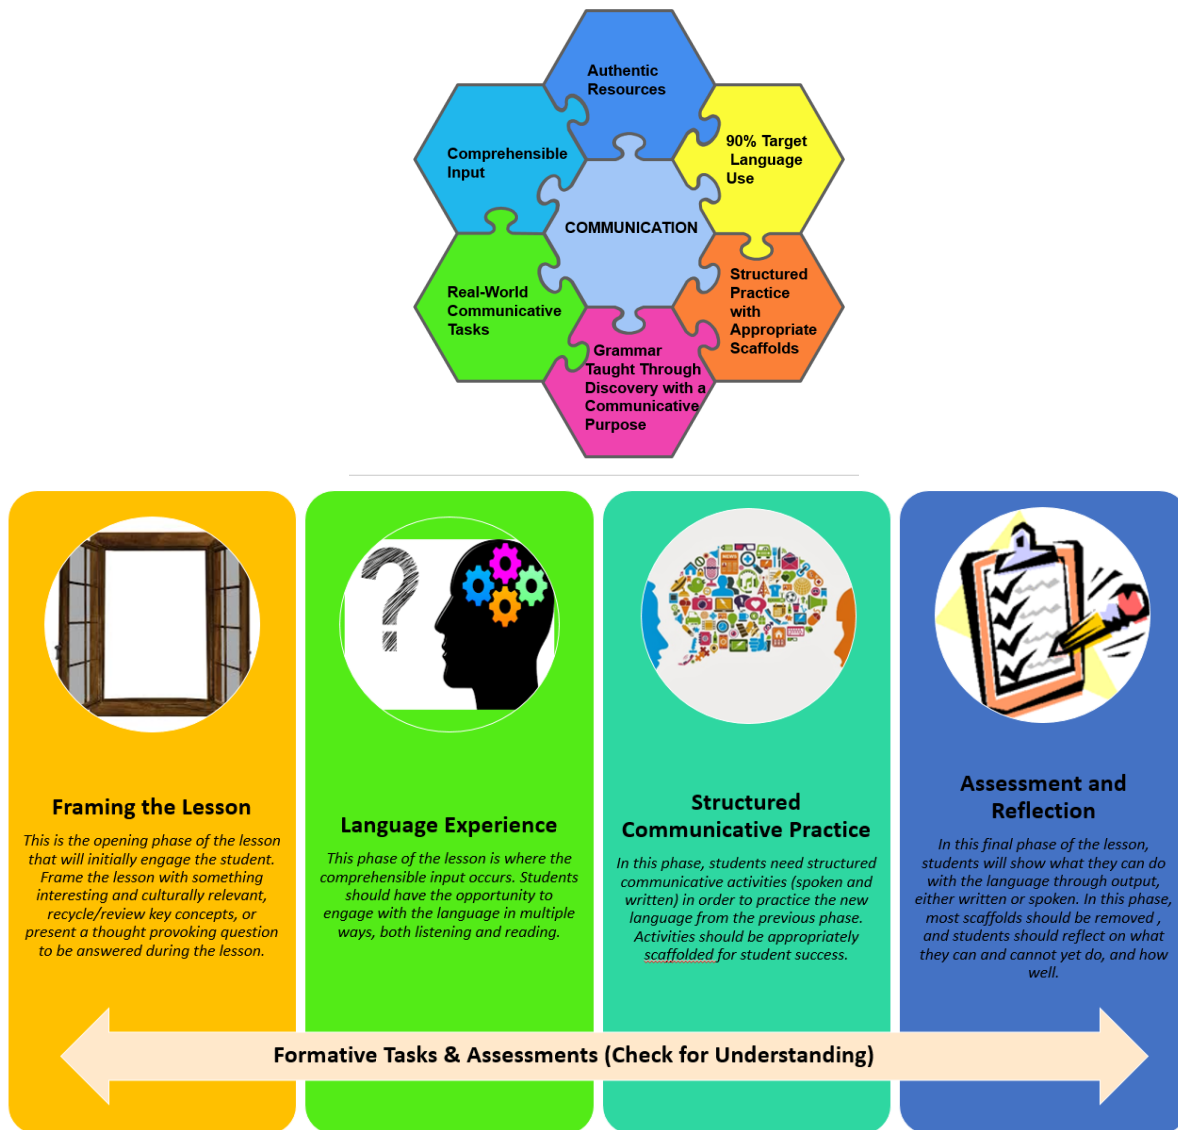 Authentic
Resources
Comprehensible
Input
90% Target
Language
Use
COMMUNICATION
Real-World
Communicative
Tasks
Structured
Practice
with
Appropriate
Scaffolds
Grammar
Taught Through
Discovery with a
Communicative
Purpose
Framing the Lesson
This is the opening phase of the lesson
that will initially engage the student.
Frame the lesson with something
interesting and culturally relevant,
recycle/review key concepts, or
present a thought provoking question
to be answered during the lesson.
Language Experience
This phase of the lesson is where the
comprehensible input occurs. Students
should have the opportunity to
engage with the language in multiple
ways, both listening and reading.
Structured
Communicative Practice
In this phase, students need structured
communicative activities (spoken and
written) in order to practice the new
language from the previous phase.
Activities should be appropriately
scaffolded for student success.
Assessment and
Reflection
In this final phase of the lesson,
students will show what they can do
with the language through output,
either written or spoken. In this phase,
most scaffolds should be removed ,
and students should reflect on what
they can and cannot yet do, and how
well.
Formative Tasks & Assessments (Check for Understanding)